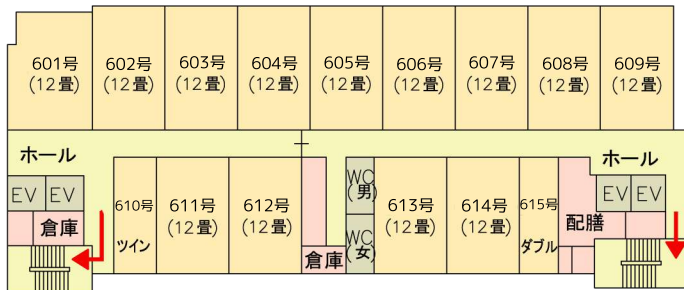 601号
(12畳)
602号
(12畳)
603号
(12畳)
604号
(12畳)
605号
(12畳)
606号
(12畳)
607号
(12畳)
608号
(12畳)
609号
(12畳)
ホール
ホール
EV
EV
倉庫
610号
ツイン
611号
(12畳)
612号
(12畳)
倉庫
WC
(男)
WC
(女)
613号
(12畳)
614号
(12畳)
615号
ダブル
配膳
EV
EV